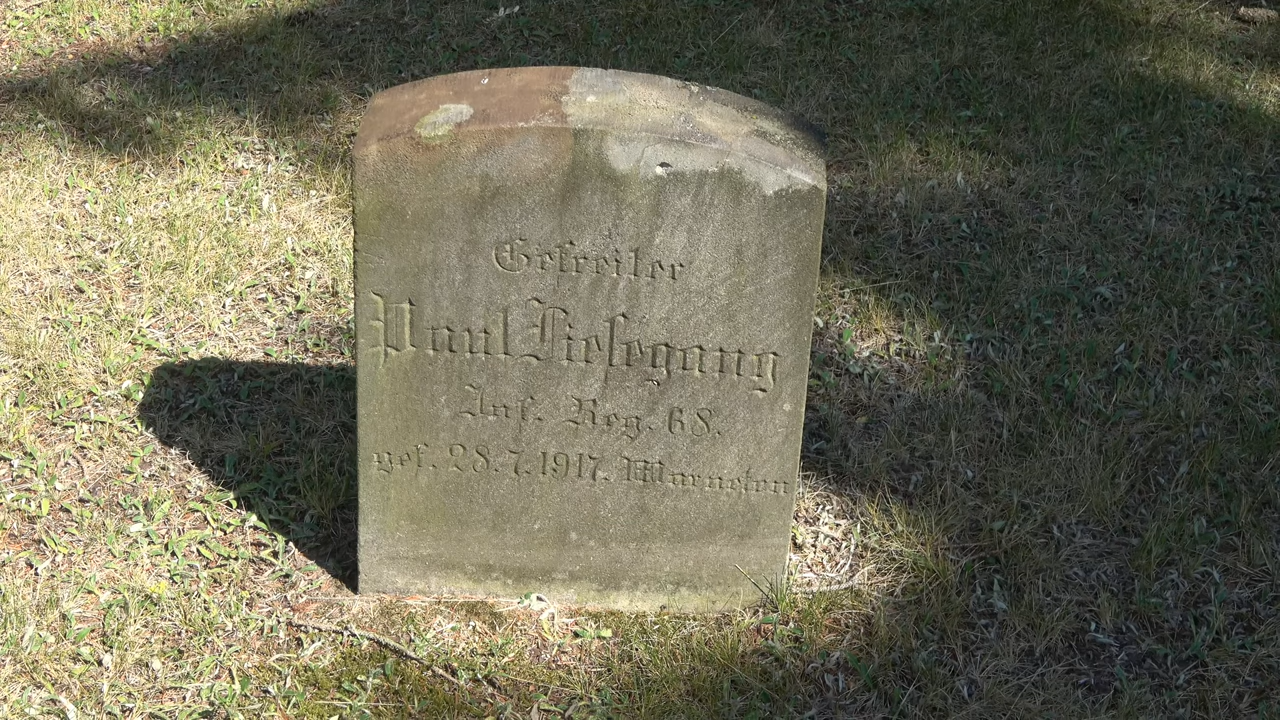 Gefreiter
Paul Liesegang
Inf. Reg. 68.
gef. 28.7.1917. Warneton